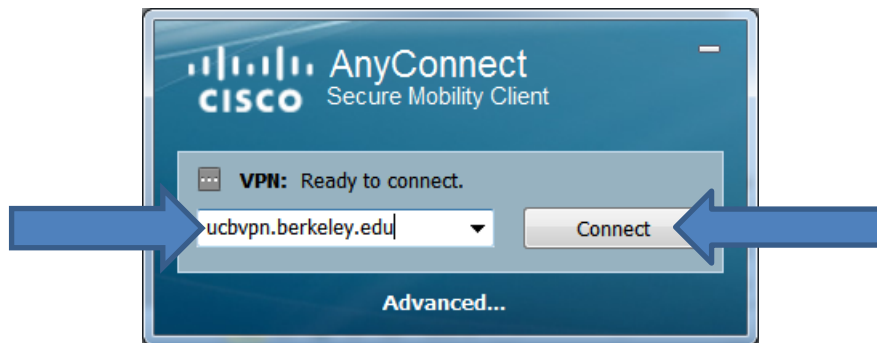 AnyConnect
CISCO Secure Mobility Client
VPN: Ready to connect.
ucbvpn.berkeley.edu
Connect
Advanced...